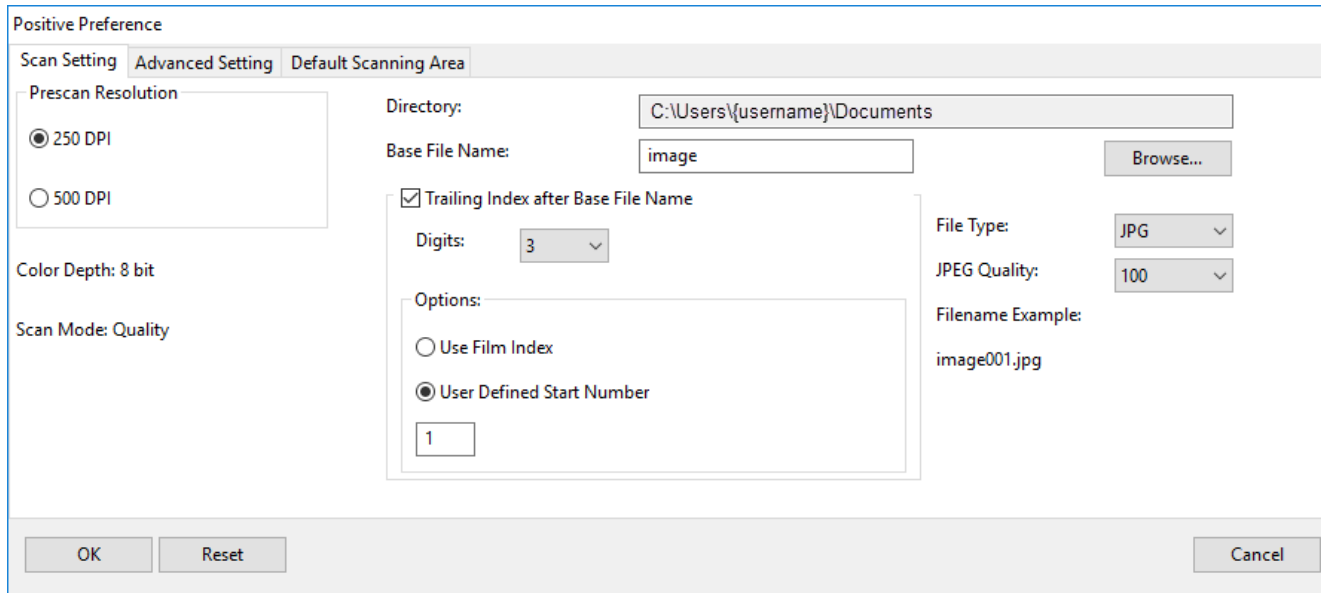 Positive Preference
Scan Setting Advanced Setting Default Scanning Area
Prescan Resolution
250 DPI
500 DPI
Color Depth: 8 bit
Scan Mode: Quality
Directory: C:\Users\{username}\Documents
Base File Name: image
Browse...
Trailing Index after Base File Name
Digits: 3
Options:
Use Film Index
User Defined Start Number
1
File Type: JPG
JPEG Quality: 100
Filename Example:
image001.jpg
OK Reset Cancel